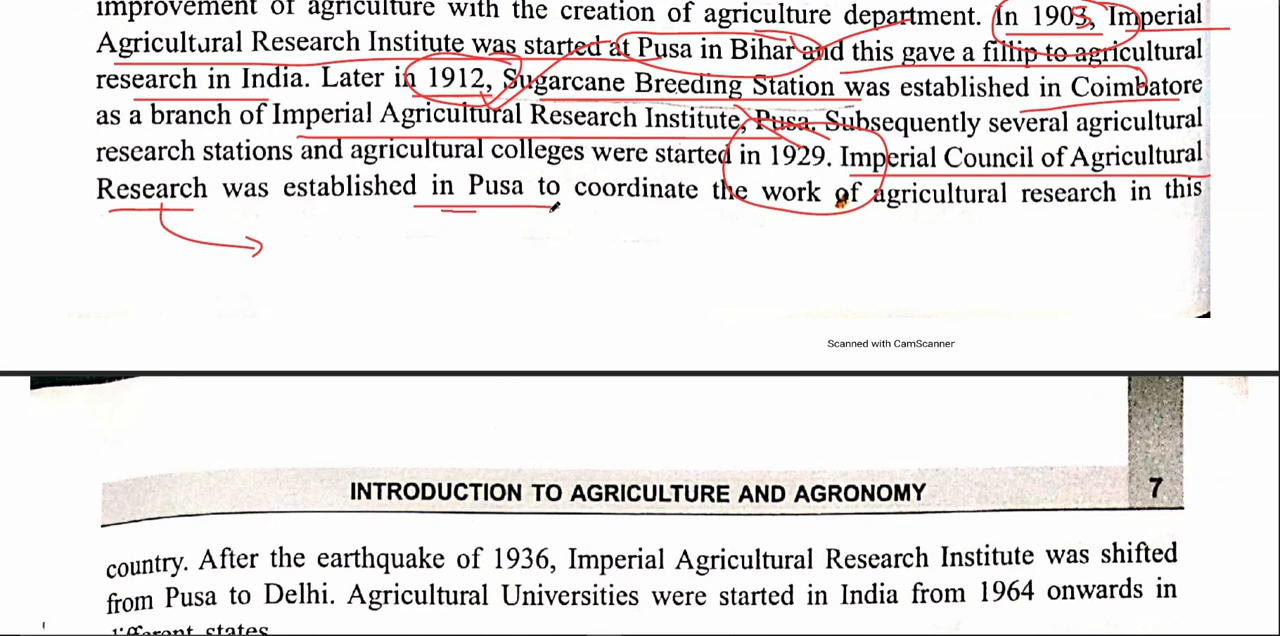 improvement of agriculture with the creation of agriculture department. In 1903, Imperial
Agricultural Research Institute was started at Pusa in Bihar and this gave a fillip to agricultural
research in India. Later in 1912, Sugarcane Breeding Station was established in Coimbatore
as a branch of Imperial Agricultural Research Institute, Pusa. Subsequently several agricultural
research stations and agricultural colleges were started in 1929. Imperial Council of Agricultural
Research was established in Pusa to coordinate the work of agricultural research in this
Scanned with CamScanner
INTRODUCTION TO AGRICULTURE AND AGRONOMY 7
country. After the earthquake of 1936, Imperial Agricultural Research Institute was shifted
from Pusa to Delhi. Agricultural Universities were started in India from 1964 onwards in
different states